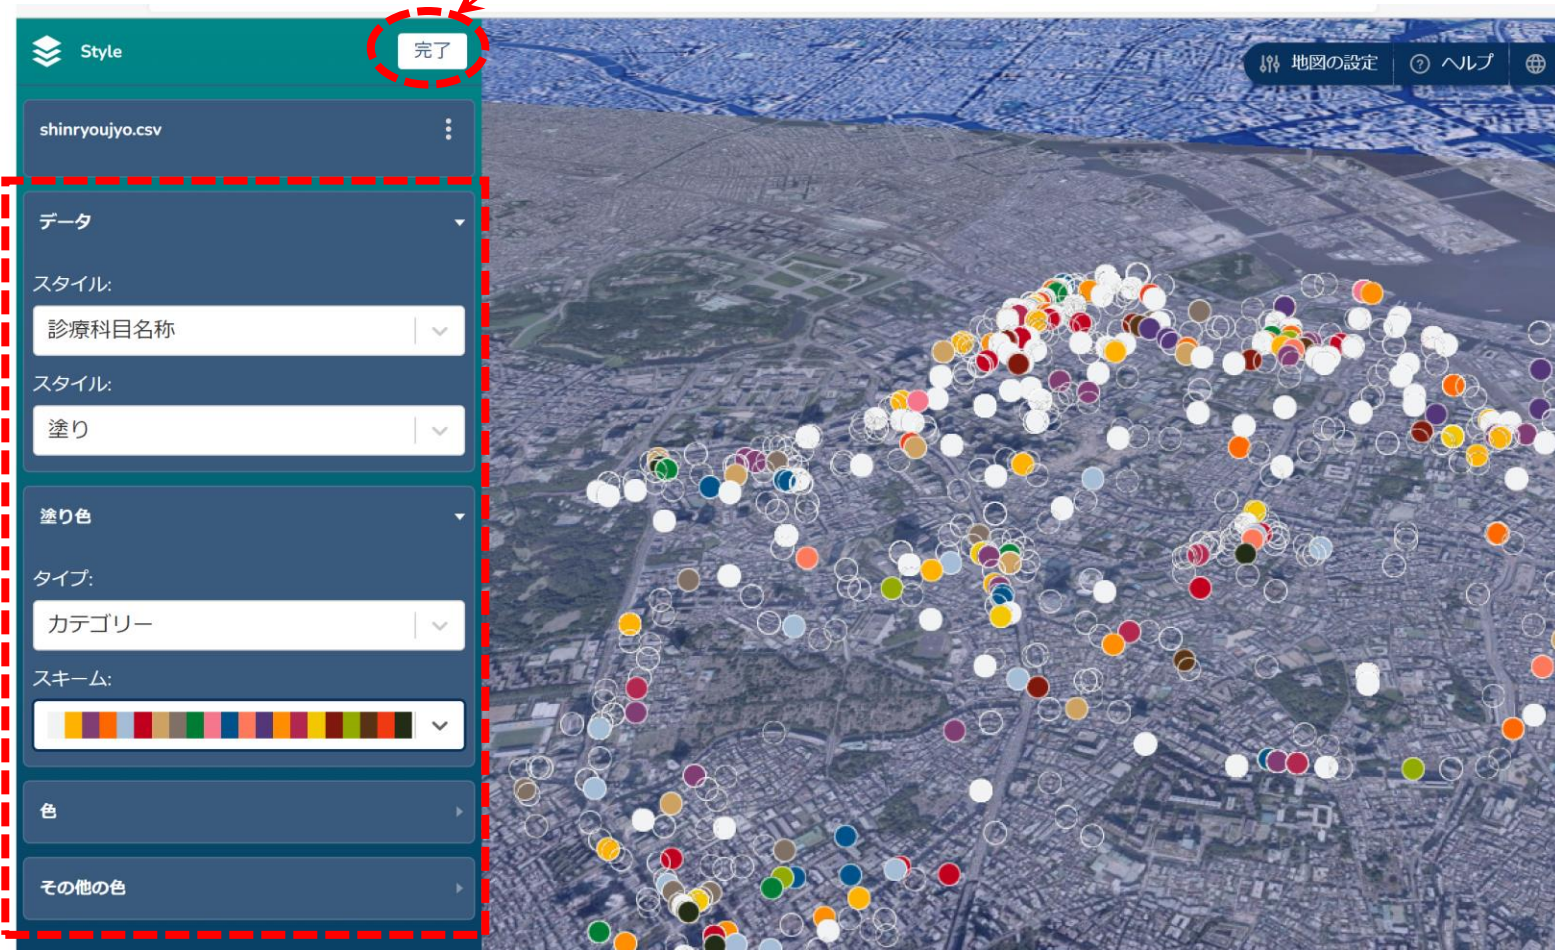 Style
完了
地図の設定
ヘルプ
shinryoujyo.csv
データ
スタイル:
診療科目名称
スタイル:
塗り
塗り色
タイプ:
カテゴリー
スキーム:
色
その他の色